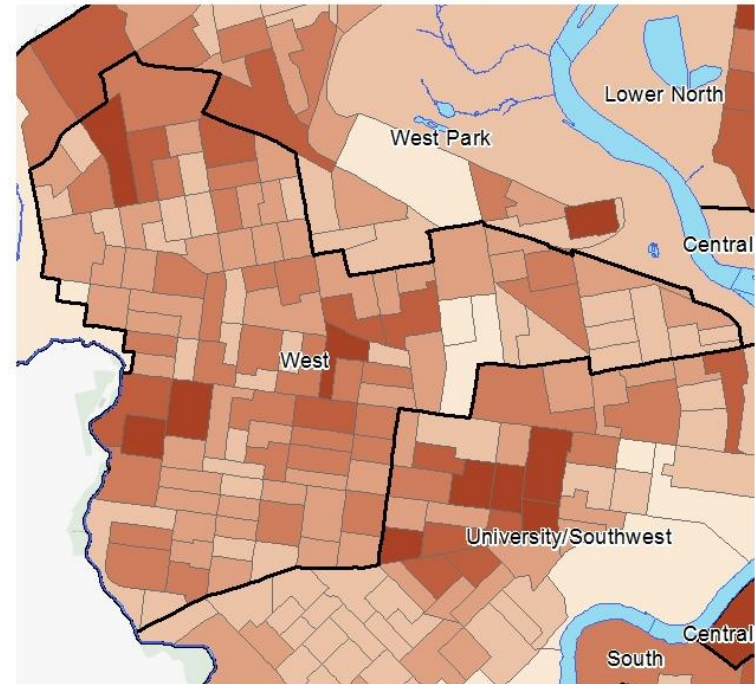 Lower North
West Park
Central
West
University/Southwest
Central
South